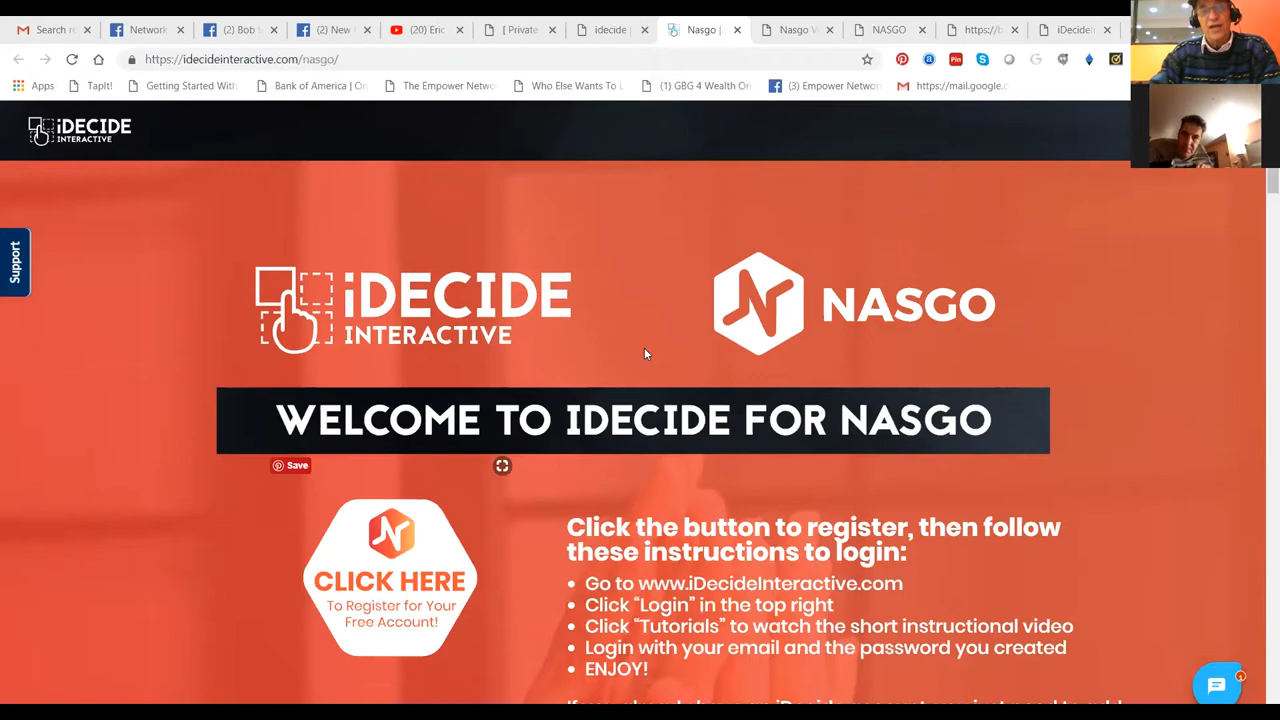 Search re
Network
(2) Bob
(2) New
(20) Eric
[ Private
idecide
Nasgo |
Nasgo V
NASGO
https://b
iDecide
https://idecideinteractive.com/nasgo/
Pin
Apps
TapIt!
Getting Started With
Bank of America | On
The Empower Netwo
Who Else Wants To L
(1) GBG 4 Wealth On
(3) Empower Networ
https://mail.google.c
iDECIDE
INTERACTIVE
Support
iDECIDE
INTERACTIVE
NASGO
WELCOME TO IDECIDE FOR NASGO
Save
CLICK HERE
To Register for Your
Free Account!
Click the button to register, then follow
these instructions to login:
• Go to www.iDecideInteractive.com
• Click “Login” in the top right
• Click “Tutorials” to watch the short instructional video
• Login with your email and the password you created
• ENJOY!